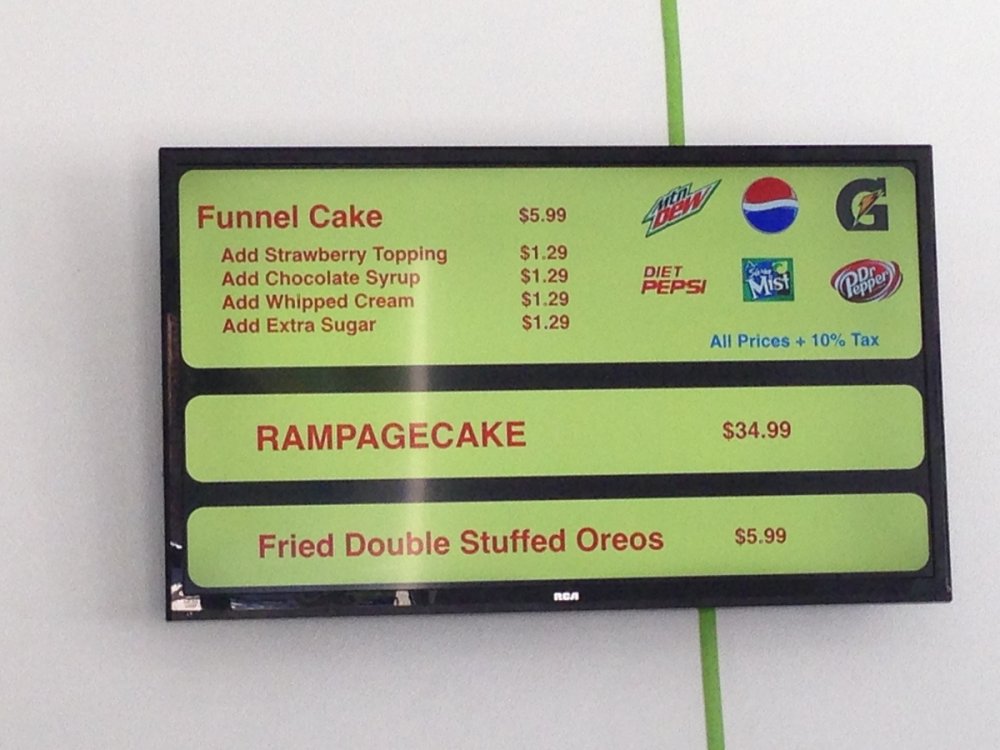 Funnel Cake $5.99
Add Strawberry Topping $1.29
Add Chocolate Syrup $1.29
Add Whipped Cream $1.29
Add Extra Sugar $1.29
Mtn DEW
G
DIET PEPSI
Sierra Mist
Dr Pepper
All Prices + 10% Tax
RAMPAGECAKE $34.99
Fried Double Stuffed Oreos $5.99
RCA